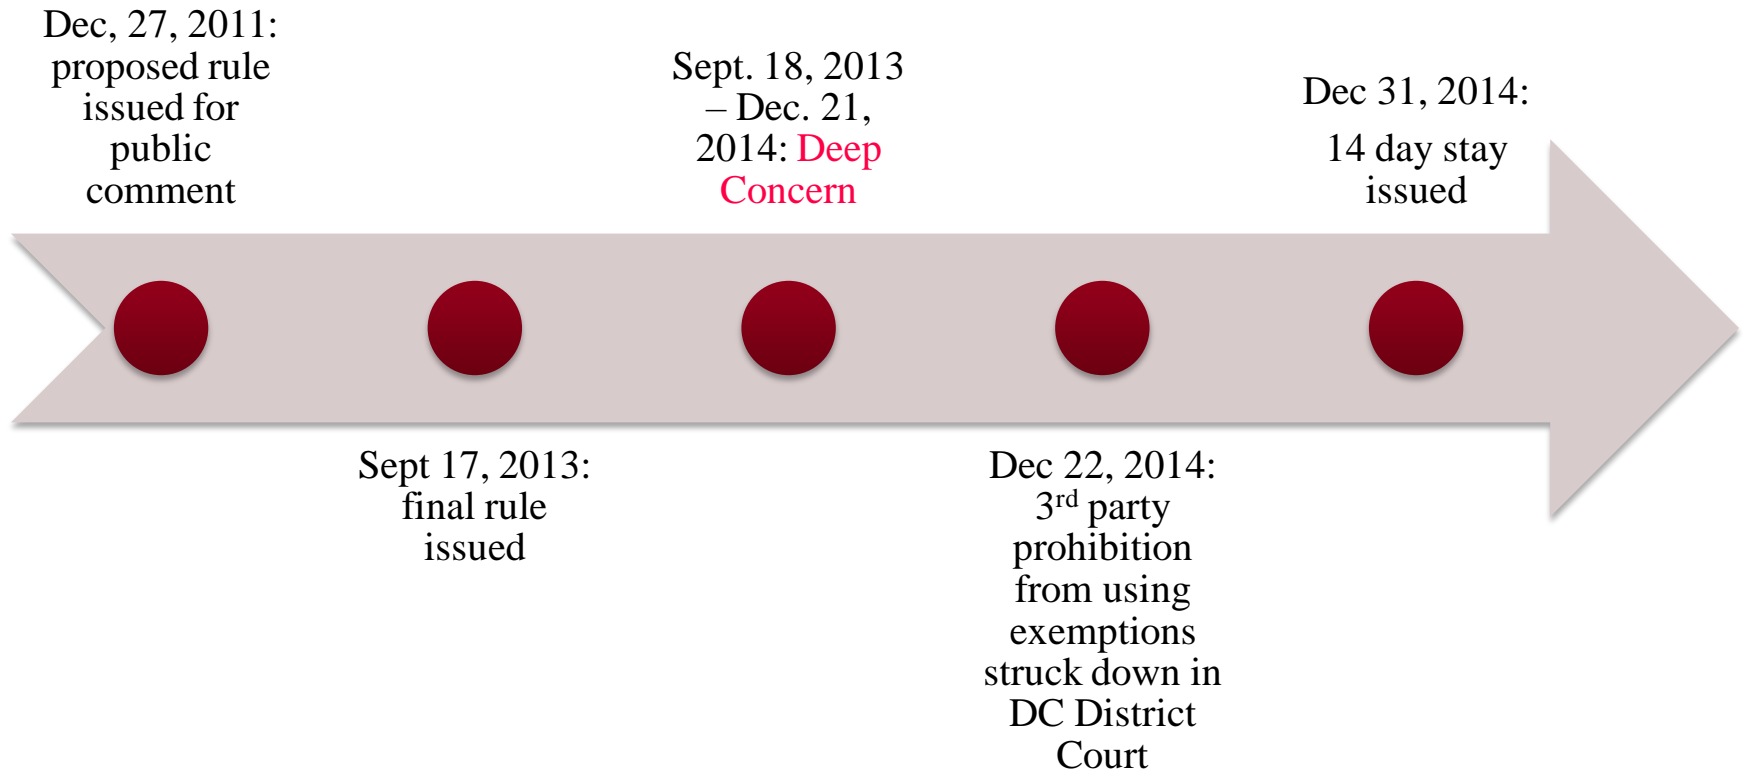 Dec, 27, 2011:
proposed rule
issued for
public
comment
Sept 17, 2013:
final rule
issued
Sept. 18, 2013
– Dec. 21,
2014: Deep
Concern
Dec 22, 2014:
3rd party
prohibition
from using
exemptions
struck down in
DC District
Court
Dec 31, 2014:
14 day stay
issued